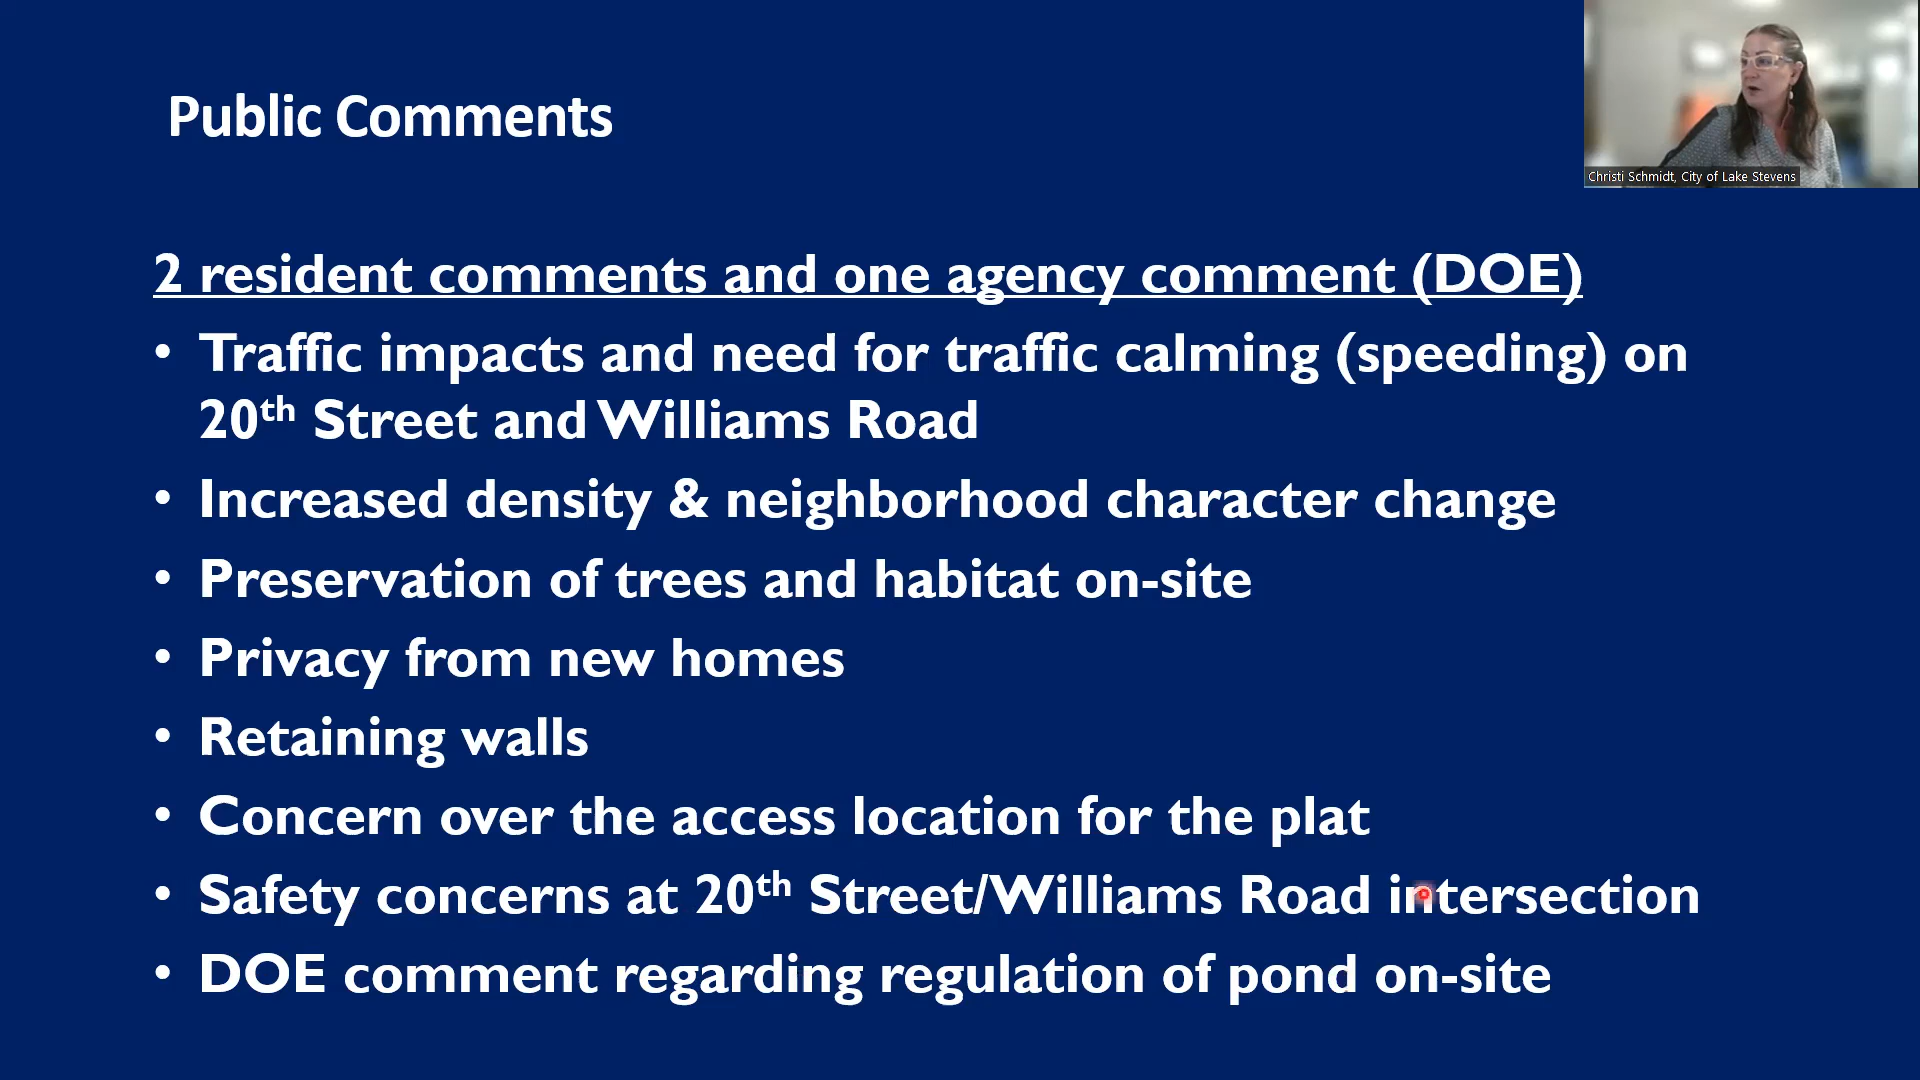 Public Comments
Christi Schmidt, City of Lake Stevens
2 resident comments and one agency comment (DOE)
• Traffic impacts and need for traffic calming (speeding) on
20th Street and Williams Road
• Increased density & neighborhood character change
• Preservation of trees and habitat on-site
• Privacy from new homes
• Retaining walls
• Concern over the access location for the plat
• Safety concerns at 20th Street/Williams Road intersection
• DOE comment regarding regulation of pond on-site